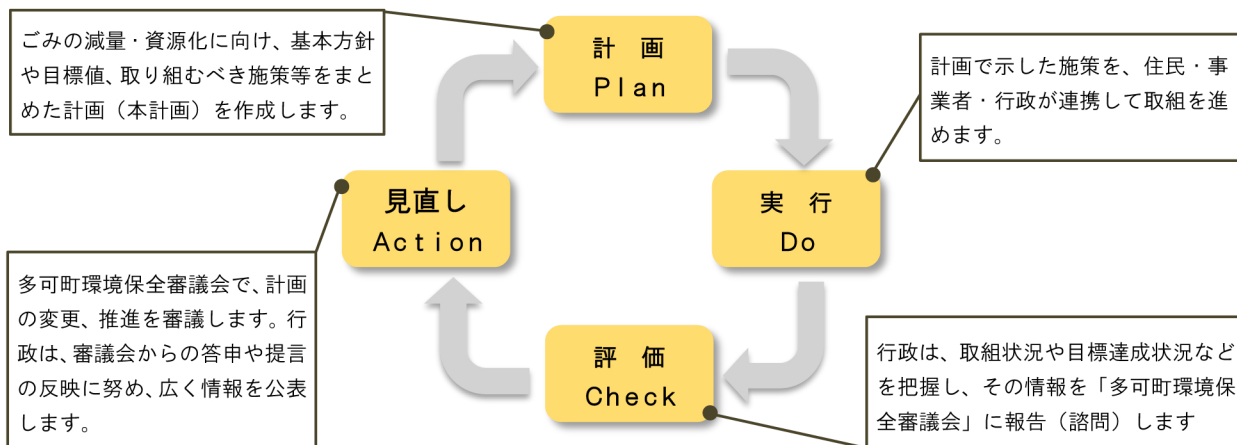 ごみの減量・資源化に向け、基本方針
や目標値、取り組むべき施策等をまと
めた計画（本計画）を作成します。
計　画
Plan
計画で示した施策を、住民・事
業者・行政が連携して取組を進
めます。
見直し
Action
実　行
Do
多可町環境保全審議会で、計画
の変更、推進を審議します。行
政は、審議会からの答申や提言
の反映に努め、広く情報を公表
します。
評　価
Check
行政は、取組状況や目標達成状況など
を把握し、その情報を「多可町環境保
全審議会」に報告（諮問）します